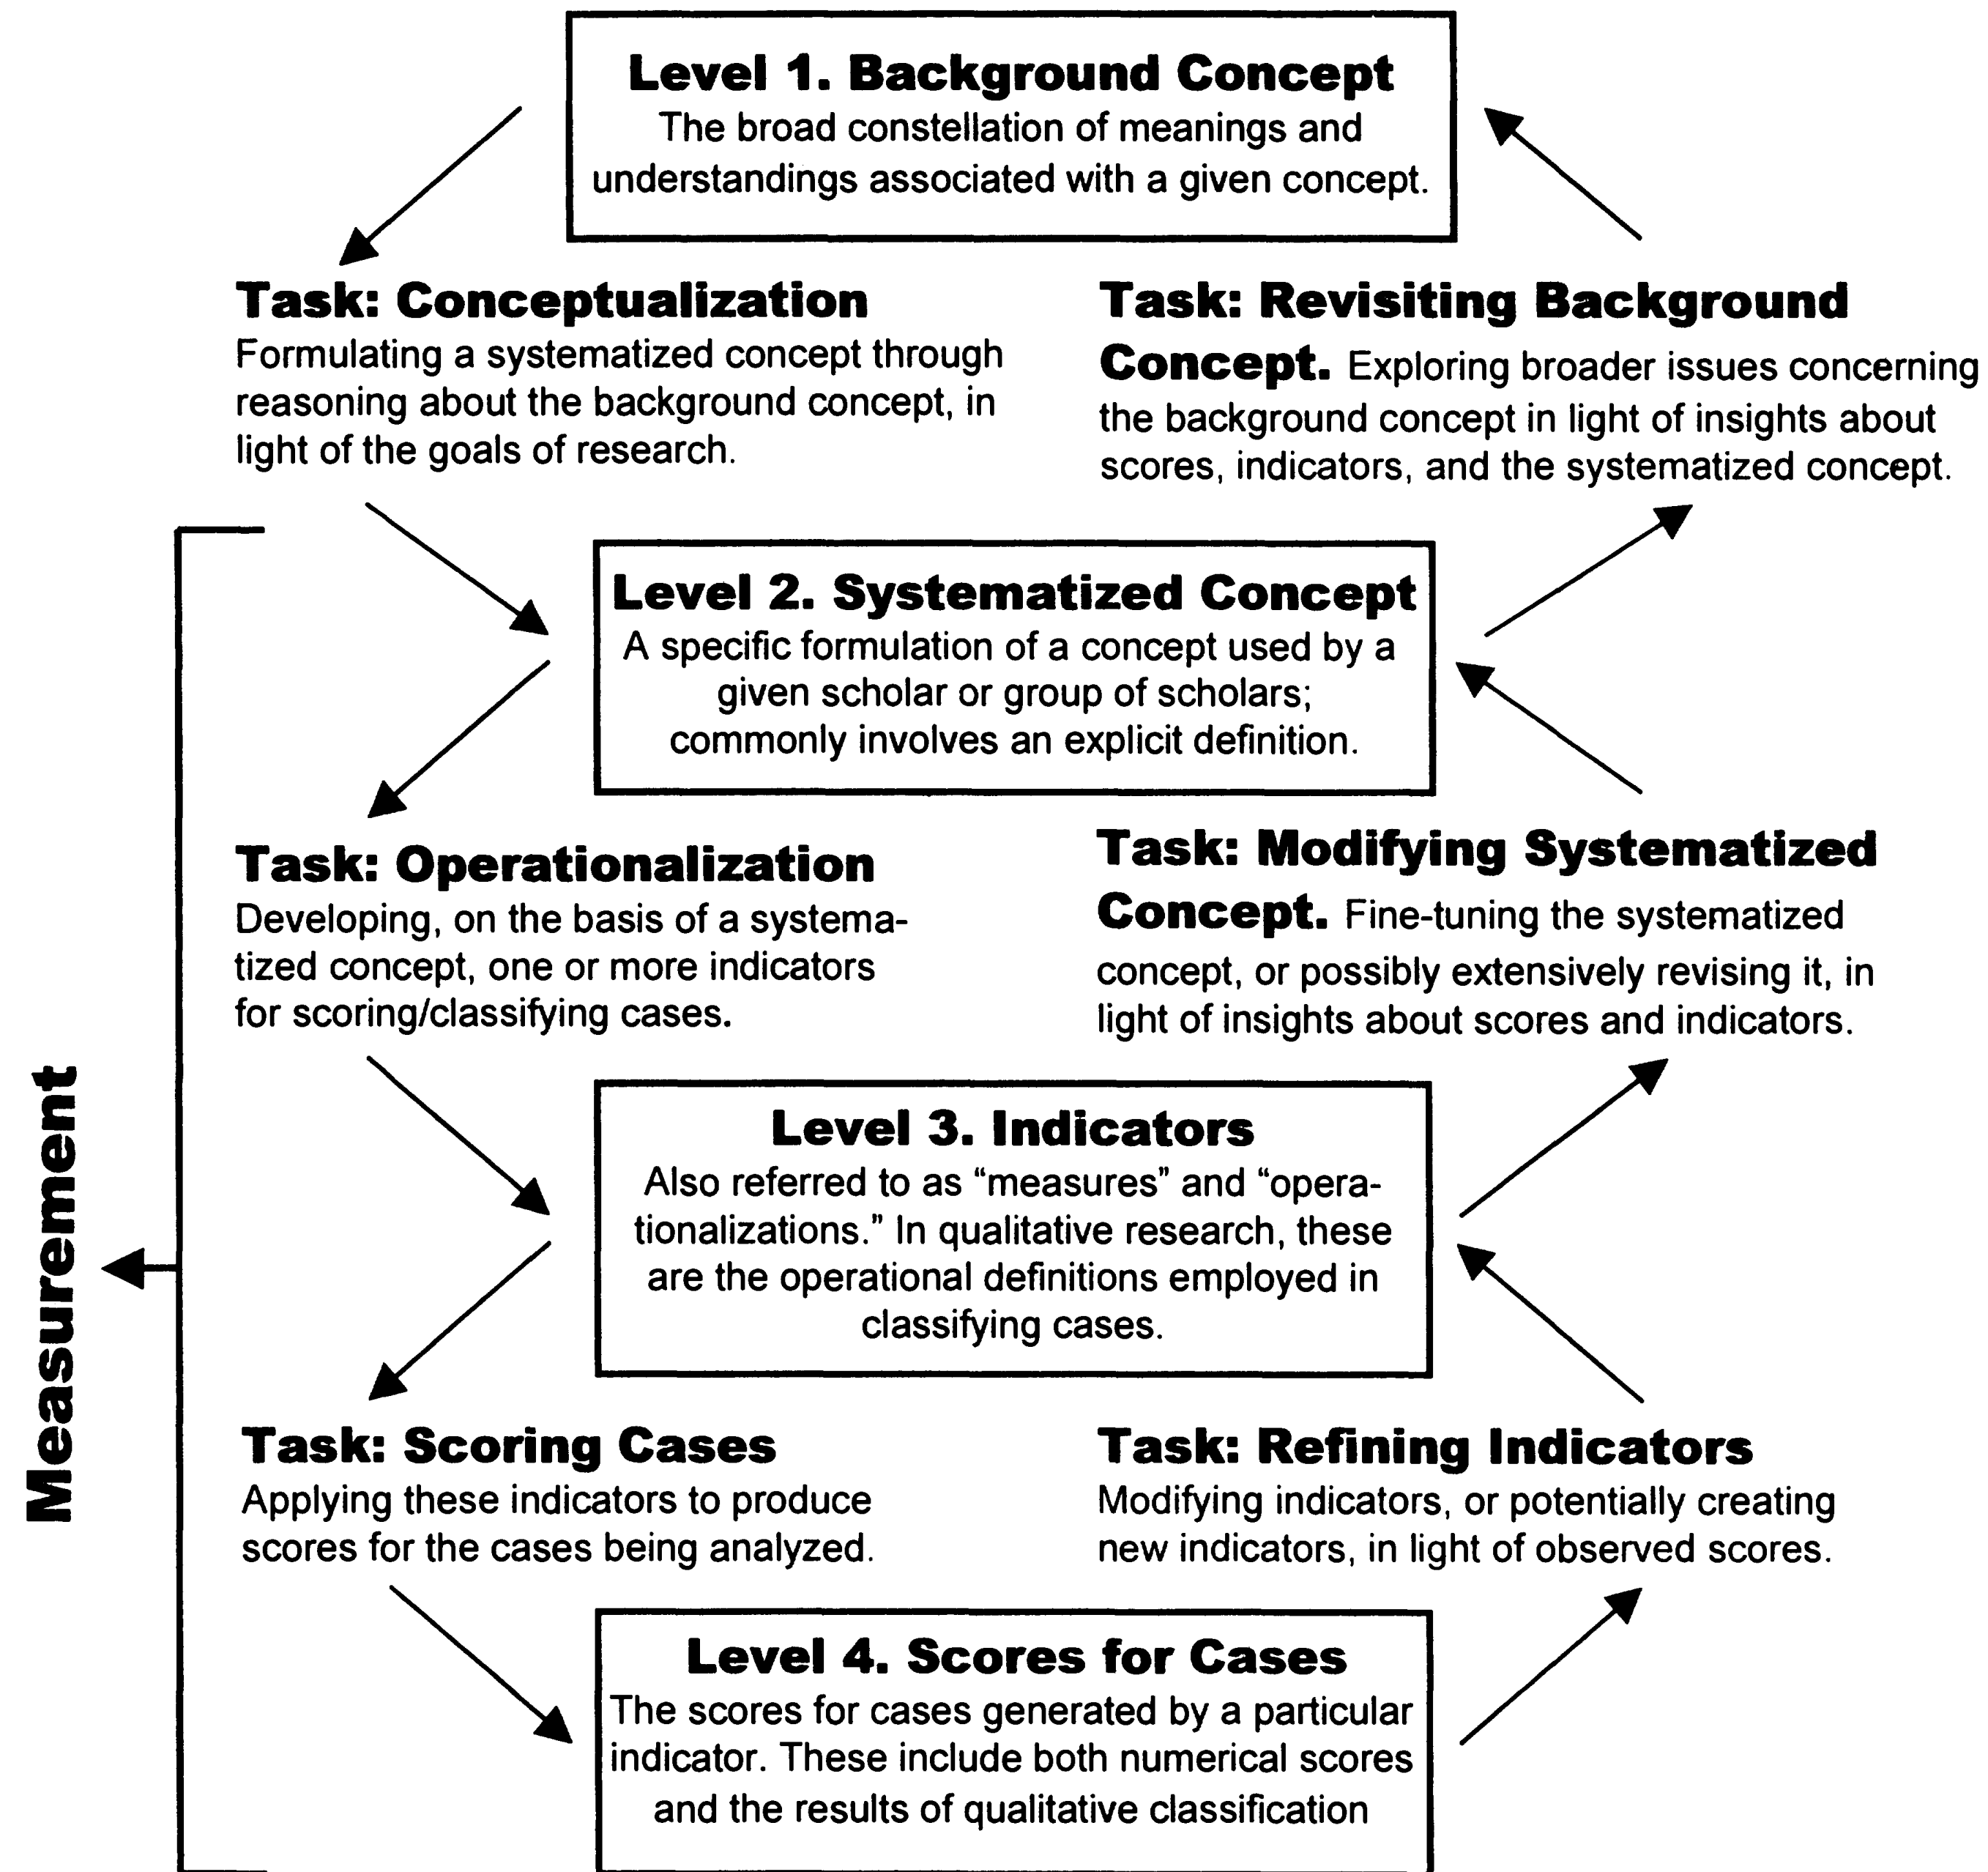 Level 1. Background Concept
The broad constellation of meanings and
understandings associated with a given concept.
Task: Conceptualization
Formulating a systematized concept through
reasoning about the background concept, in
light of the goals of research.
Task: Revisiting Background
Concept. Exploring broader issues concerning
the background concept in light of insights about
scores, indicators, and the systematized concept.
Level 2. Systematized Concept
A specific formulation of a concept used by a
given scholar or group of scholars;
commonly involves an explicit definition.
Task: Operationalization
Developing, on the basis of a systema-
tized concept, one or more indicators
for scoring/classifying cases.
Task: Modifying Systematized
Concept. Fine-tuning the systematized
concept, or possibly extensively revising it, in
light of insights about scores and indicators.
Measurement
Level 3. Indicators
Also referred to as “measures” and “opera-
tionalizations.” In qualitative research, these
are the operational definitions employed in
classifying cases.
Task: Scoring Cases
Applying these indicators to produce
scores for the cases being analyzed.
Task: Refining Indicators
Modifying indicators, or potentially creating
new indicators, in light of observed scores.
Level 4. Scores for Cases
The scores for cases generated by a particular
indicator. These include both numerical scores
and the results of qualitative classification